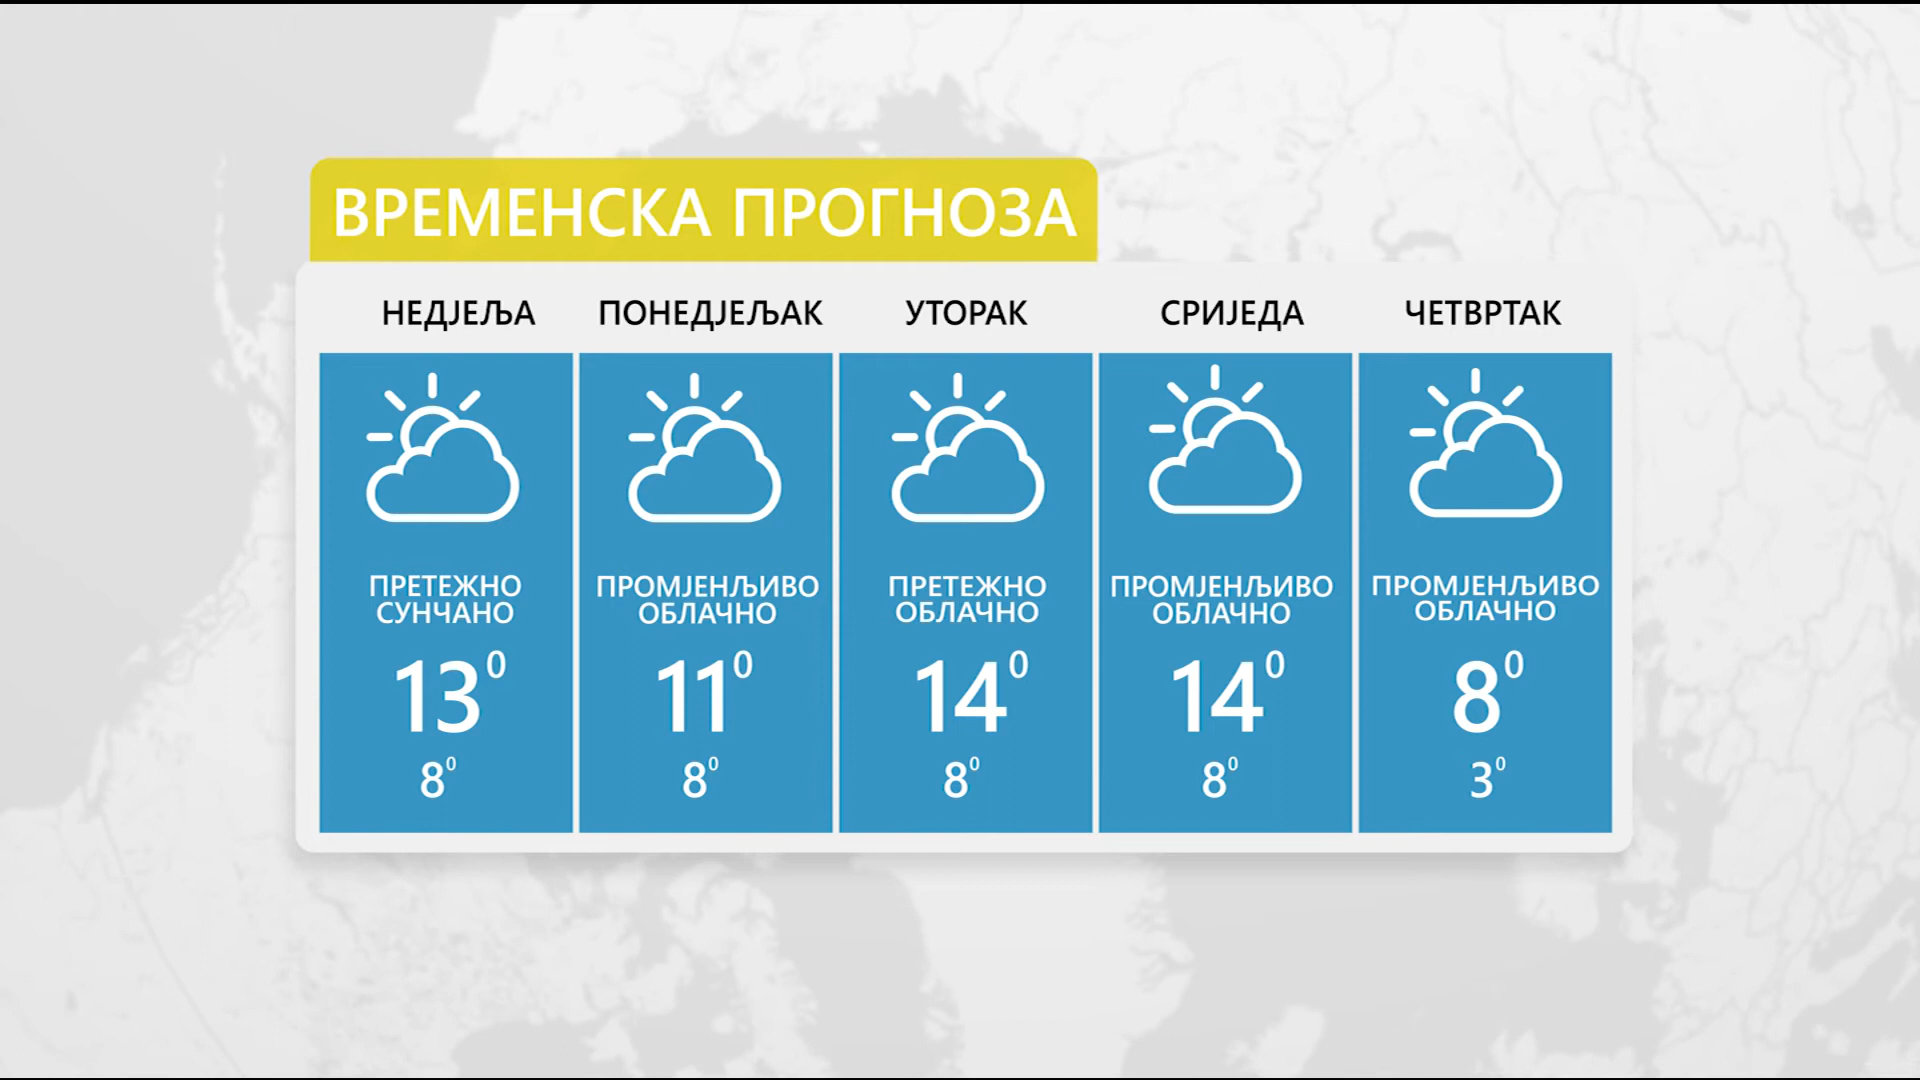 ВРЕМЕНСКА ПРОГНОЗА
НЕДЈЕЉА ПОНЕДЈЕЉАК УТОРАК СРИЈЕДА ЧЕТВРТАК
ПРЕТЕЖНО ПРОМЈЕНЉИВО ПРЕТЕЖНО ПРОМЈЕНЉИВО ПРОМЈЕНЉИВО
СУНЧАНО ОБЛАЧНО ОБЛАЧНО ОБЛАЧНО ОБЛАЧНО
13⁰ 11⁰ 14⁰ 14⁰ 8⁰
8⁰ 8⁰ 8⁰ 8⁰ 3⁰